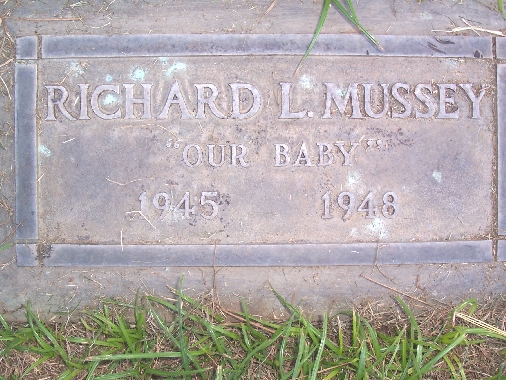 RICHARD L. MUSSEY
"OUR BABY"
1945 1948